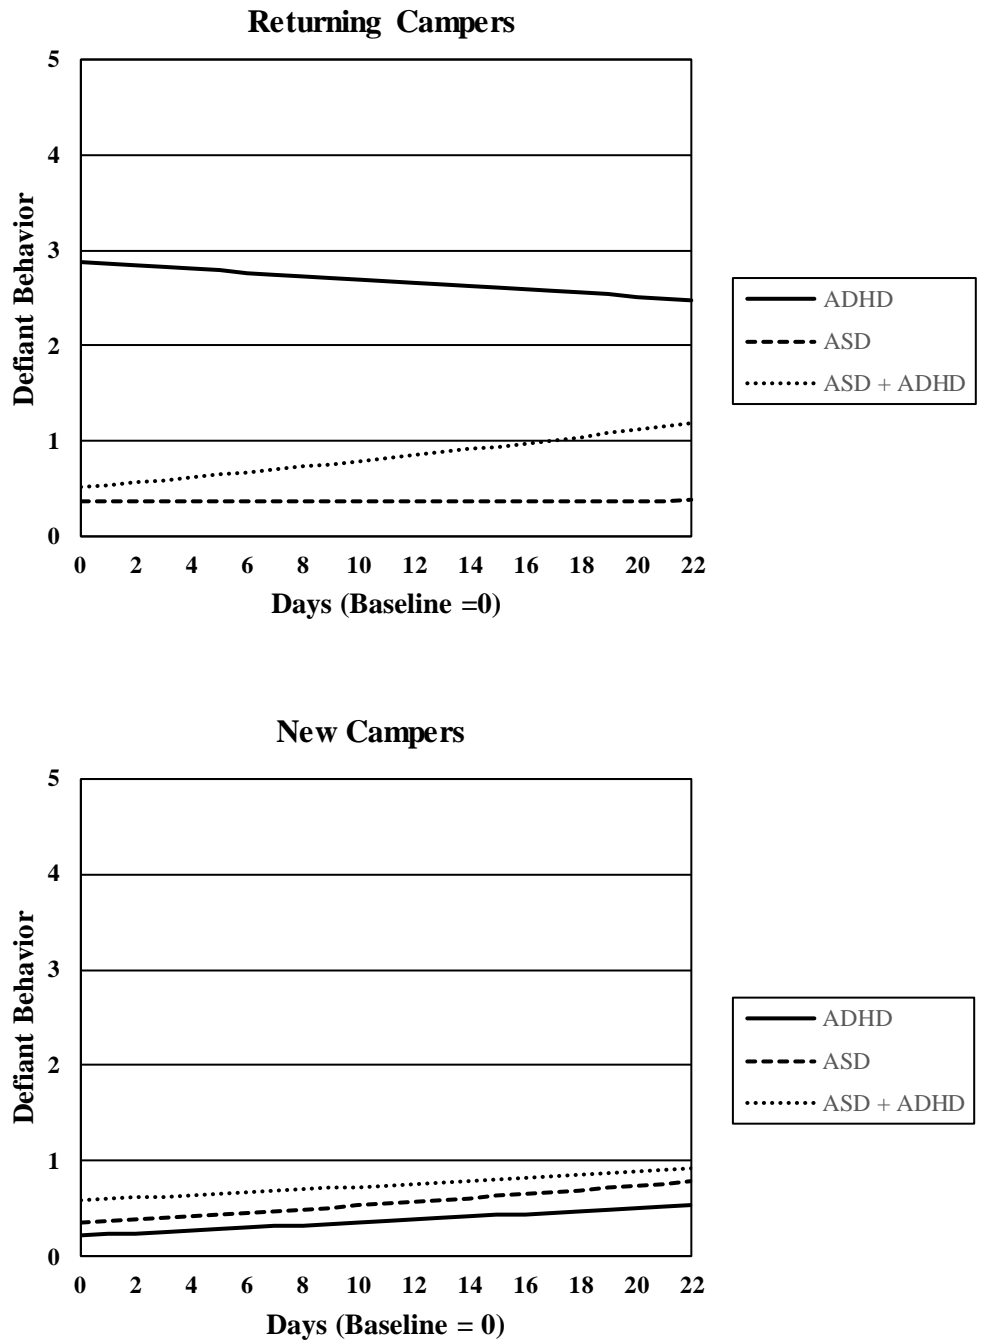 Returning Campers
5
4
3
2
1
0
Defiant Behavior
0 2 4 6 8 10 12 14 16 18 20 22
Days (Baseline =0)
ADHD
ASD
ASD + ADHD
New Campers
5
4
3
2
1
0
Defiant Behavior
0 2 4 6 8 10 12 14 16 18 20 22
Days (Baseline = 0)
ADHD
ASD
ASD + ADHD